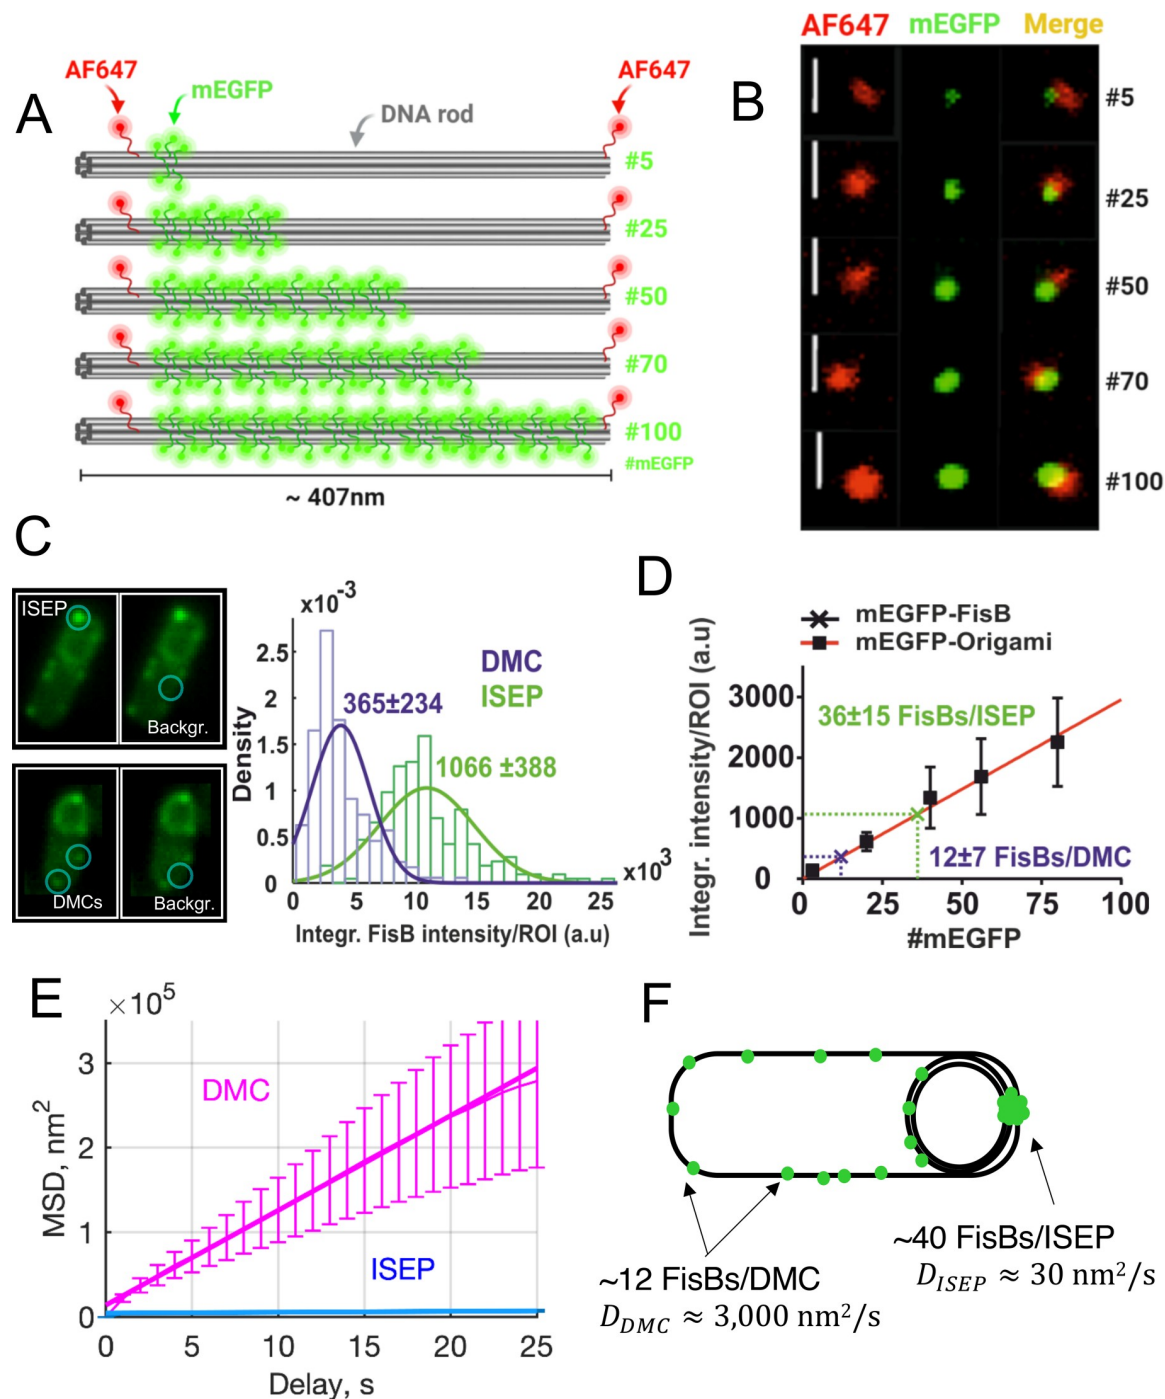 A
AF647
mEGFP
DNA rod
AF647
#5
#25
#50
#70
#100
#mEGFP
~ 407nm
B
AF647 mEGFP Merge
#5
#25
#50
#70
#100
C
ISEP
Backgr.
DMCs
Backgr.
x10-3
2.5
2
1.5
1
0.5
0
Density
DMC
ISEP
365±234
1066 ±388
0 5 10 15 20 25
x103
Integr. FisB intensity/ROI (a.u)
D
mEGFP-FisB
mEGFP-Origami
Integr. intensity/ROI (a.u)
3000
2000
1000
0
36±15 FisBs/ISEP
12±7 FisBs/DMC
0 25 50 75 100
#mEGFP
E
×10⁵
3
2
1
0
MSD, nm²
DMC
ISEP
0 5 10 15 20 25
Delay, s
F
~12 FisBs/DMC
D_DMC ≈ 3,000 nm²/s
~40 FisBs/ISEP
D_ISEP ≈ 30 nm²/s